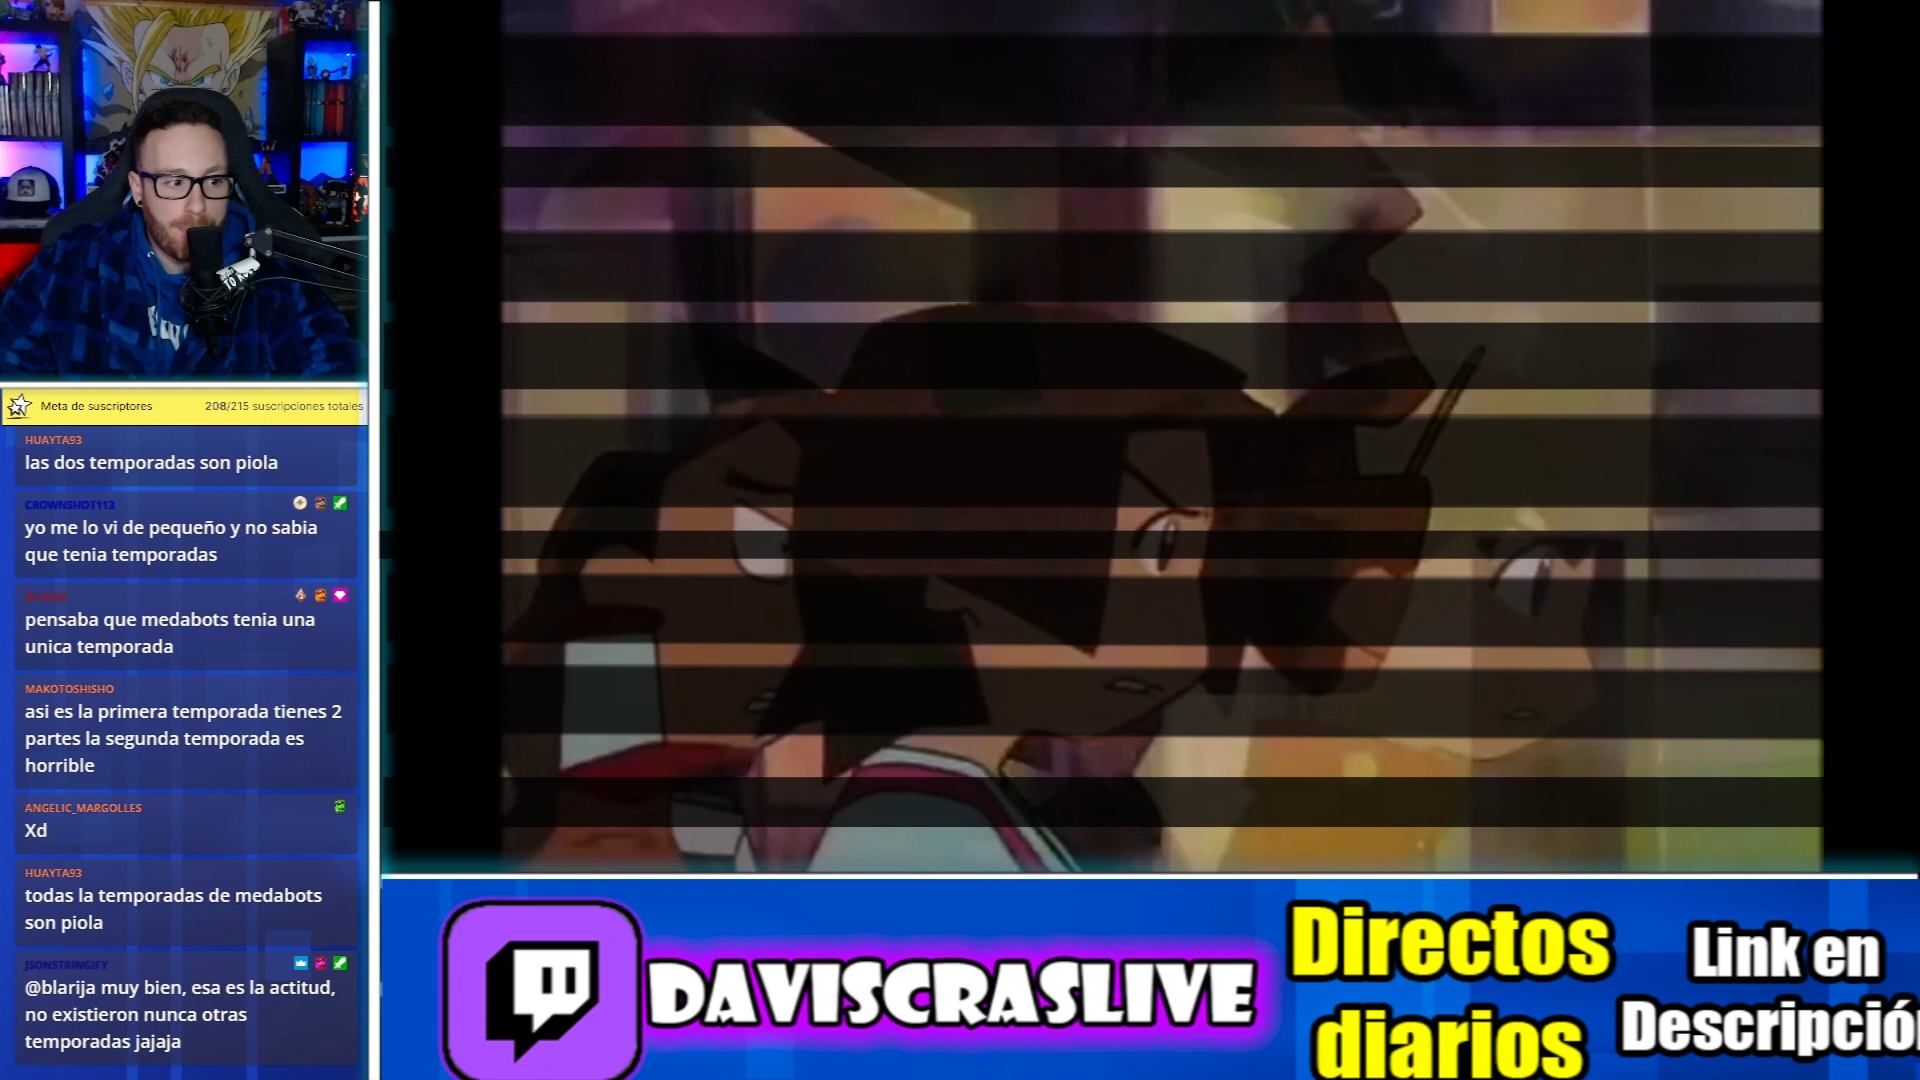 Meta de suscriptores 208/215 suscripciones totales
HUAYTA93
las dos temporadas son piola
CROWNSHOT113
yo me lo vi de pequeño y no sabia
que tenia temporadas
pensaba que medabots tenia una
unica temporada
MAKOTOSHISHO
asi es la primera temporada tienes 2
partes la segunda temporada es
horrible
ANGELIC_MARGOLLES
Xd
HUAYTA93
todas la temporadas de medabots
son piola
JSONSTRINGIFY
@blarija muy bien, esa es la actitud,
no existieron nunca otras
temporadas jajaja
DAVISCRASLIVE
Directos
diarios
Link en
Descripción